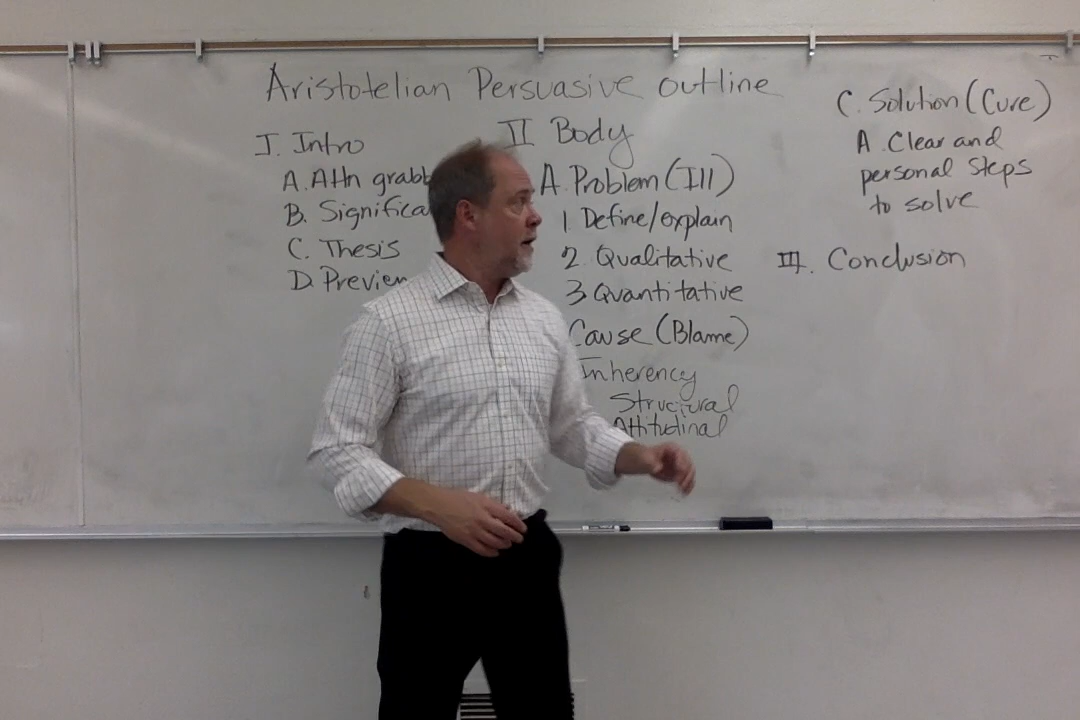 Aristotelian Persuasive outline
I. Intro
A. Attn grabb
B. Significa
C. Thesis
D. Preview
II Body
A. Problem (Ill)
1 Define/explain
2. Qualitative
3 Quantitative
Cause (Blame)
Inherency
Structural
Attitudinal
C. Solution (Cure)
A. Clear and
personal steps
to solve
III. Conclusion